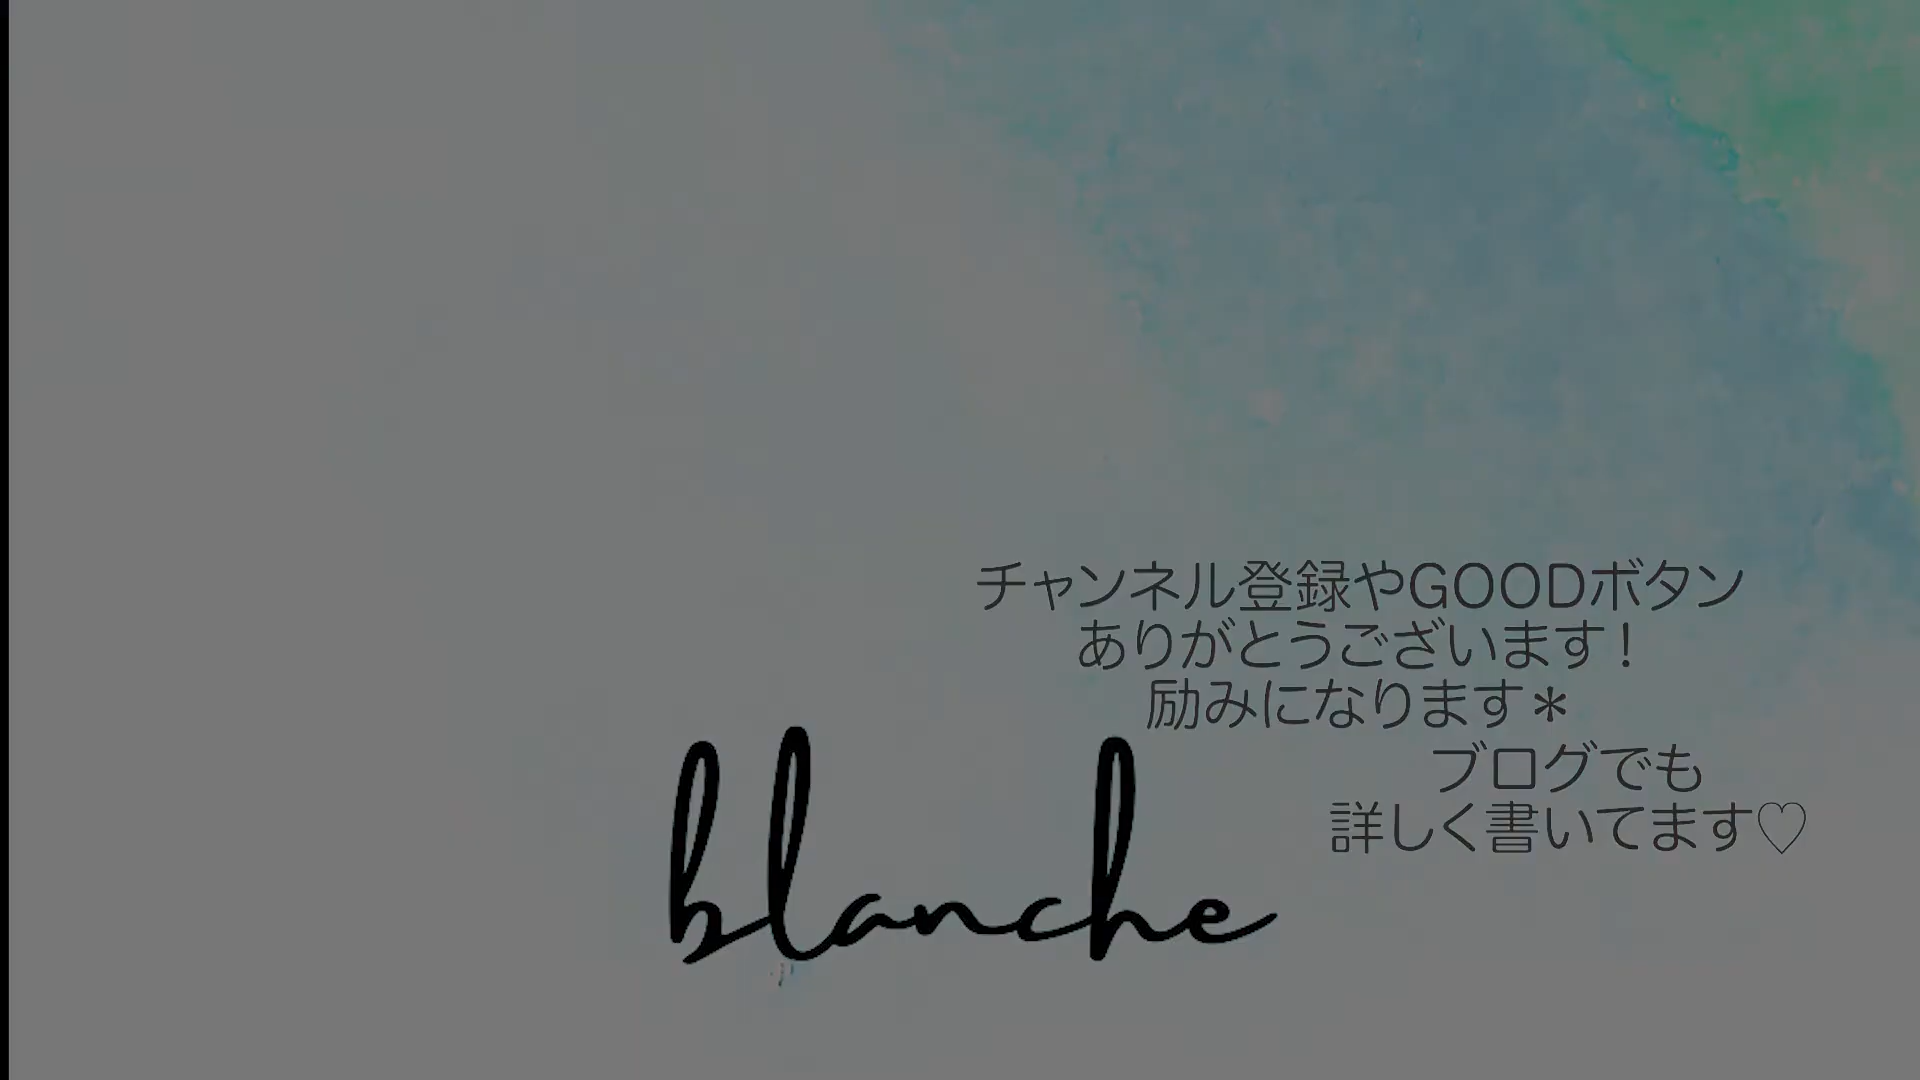 チャンネル登録やGOODボタン
ありがとうございます！
励みになります＊
ブログでも
詳しく書いてます♡
blanche